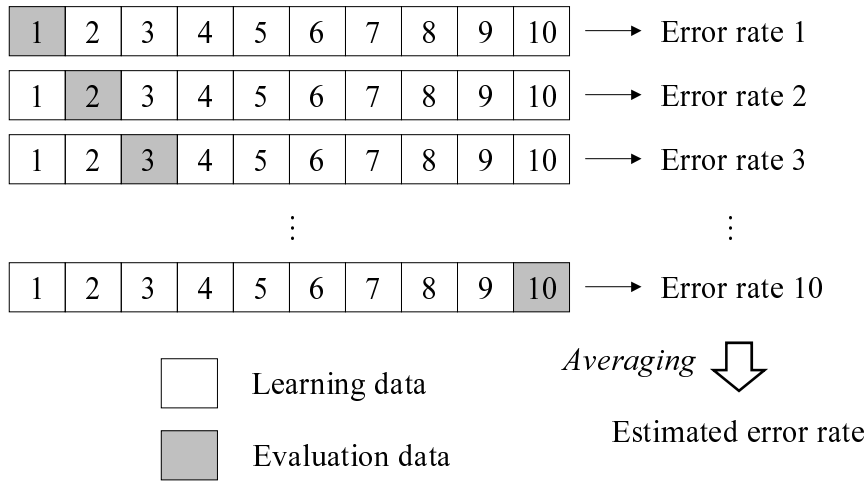 1 2 3 4 5 6 7 8 9 10 Error rate 1
1 2 3 4 5 6 7 8 9 10 Error rate 2
1 2 3 4 5 6 7 8 9 10 Error rate 3
⋮ ⋮
1 2 3 4 5 6 7 8 9 10 Error rate 10
Averaging
Learning data
Estimated error rate
Evaluation data